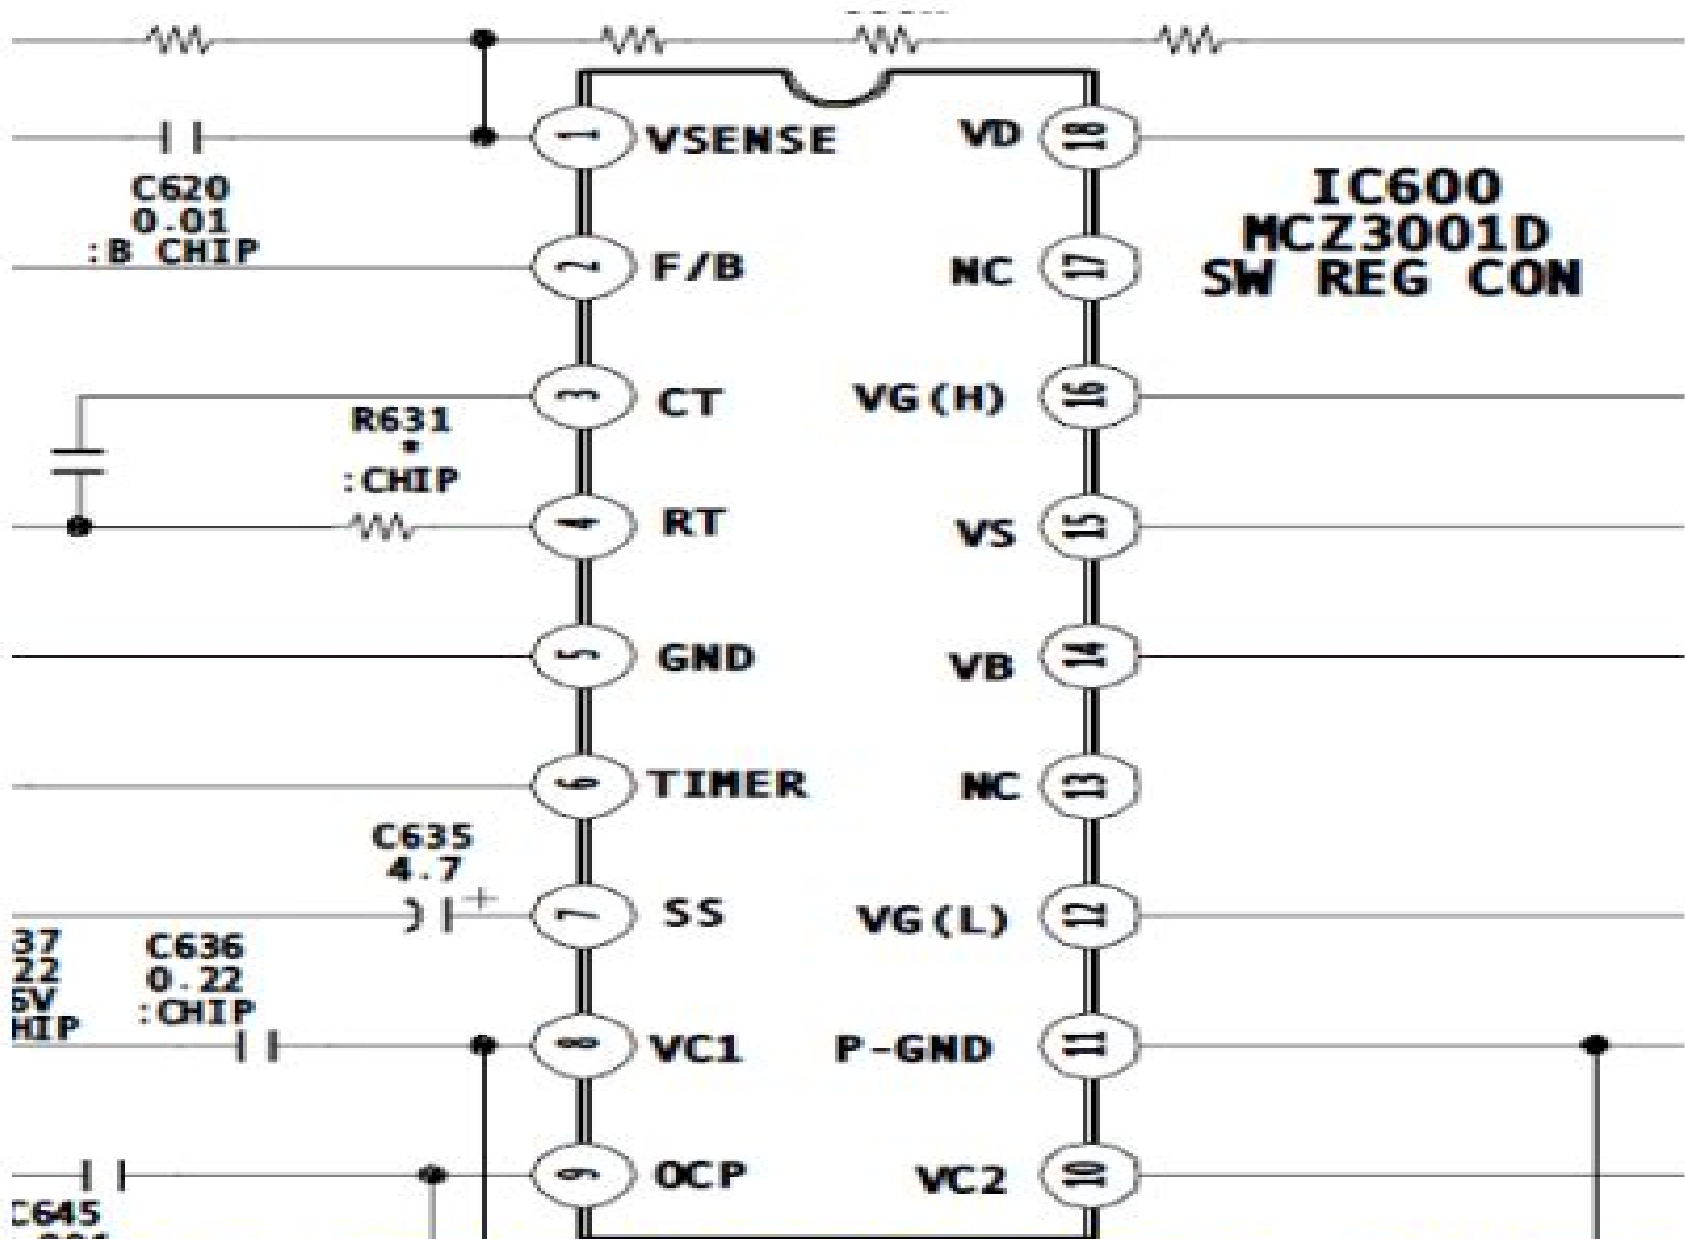 1 VSENSE
VD 18
C620
0.01
:B CHIP
IC600
MCZ3001D
SW REG CON
2 F/B
NC 17
3 CT
VG(H) 16
R631
*
:CHIP
4 RT
VS 15
5 GND
VB 14
6 TIMER
NC 13
C635
4.7
+
7 SS
VG(L) 12
37
22
6V
HIP
C636
0.22
:CHIP
8 VC1
P-GND 11
9 OCP
VC2 10
C645